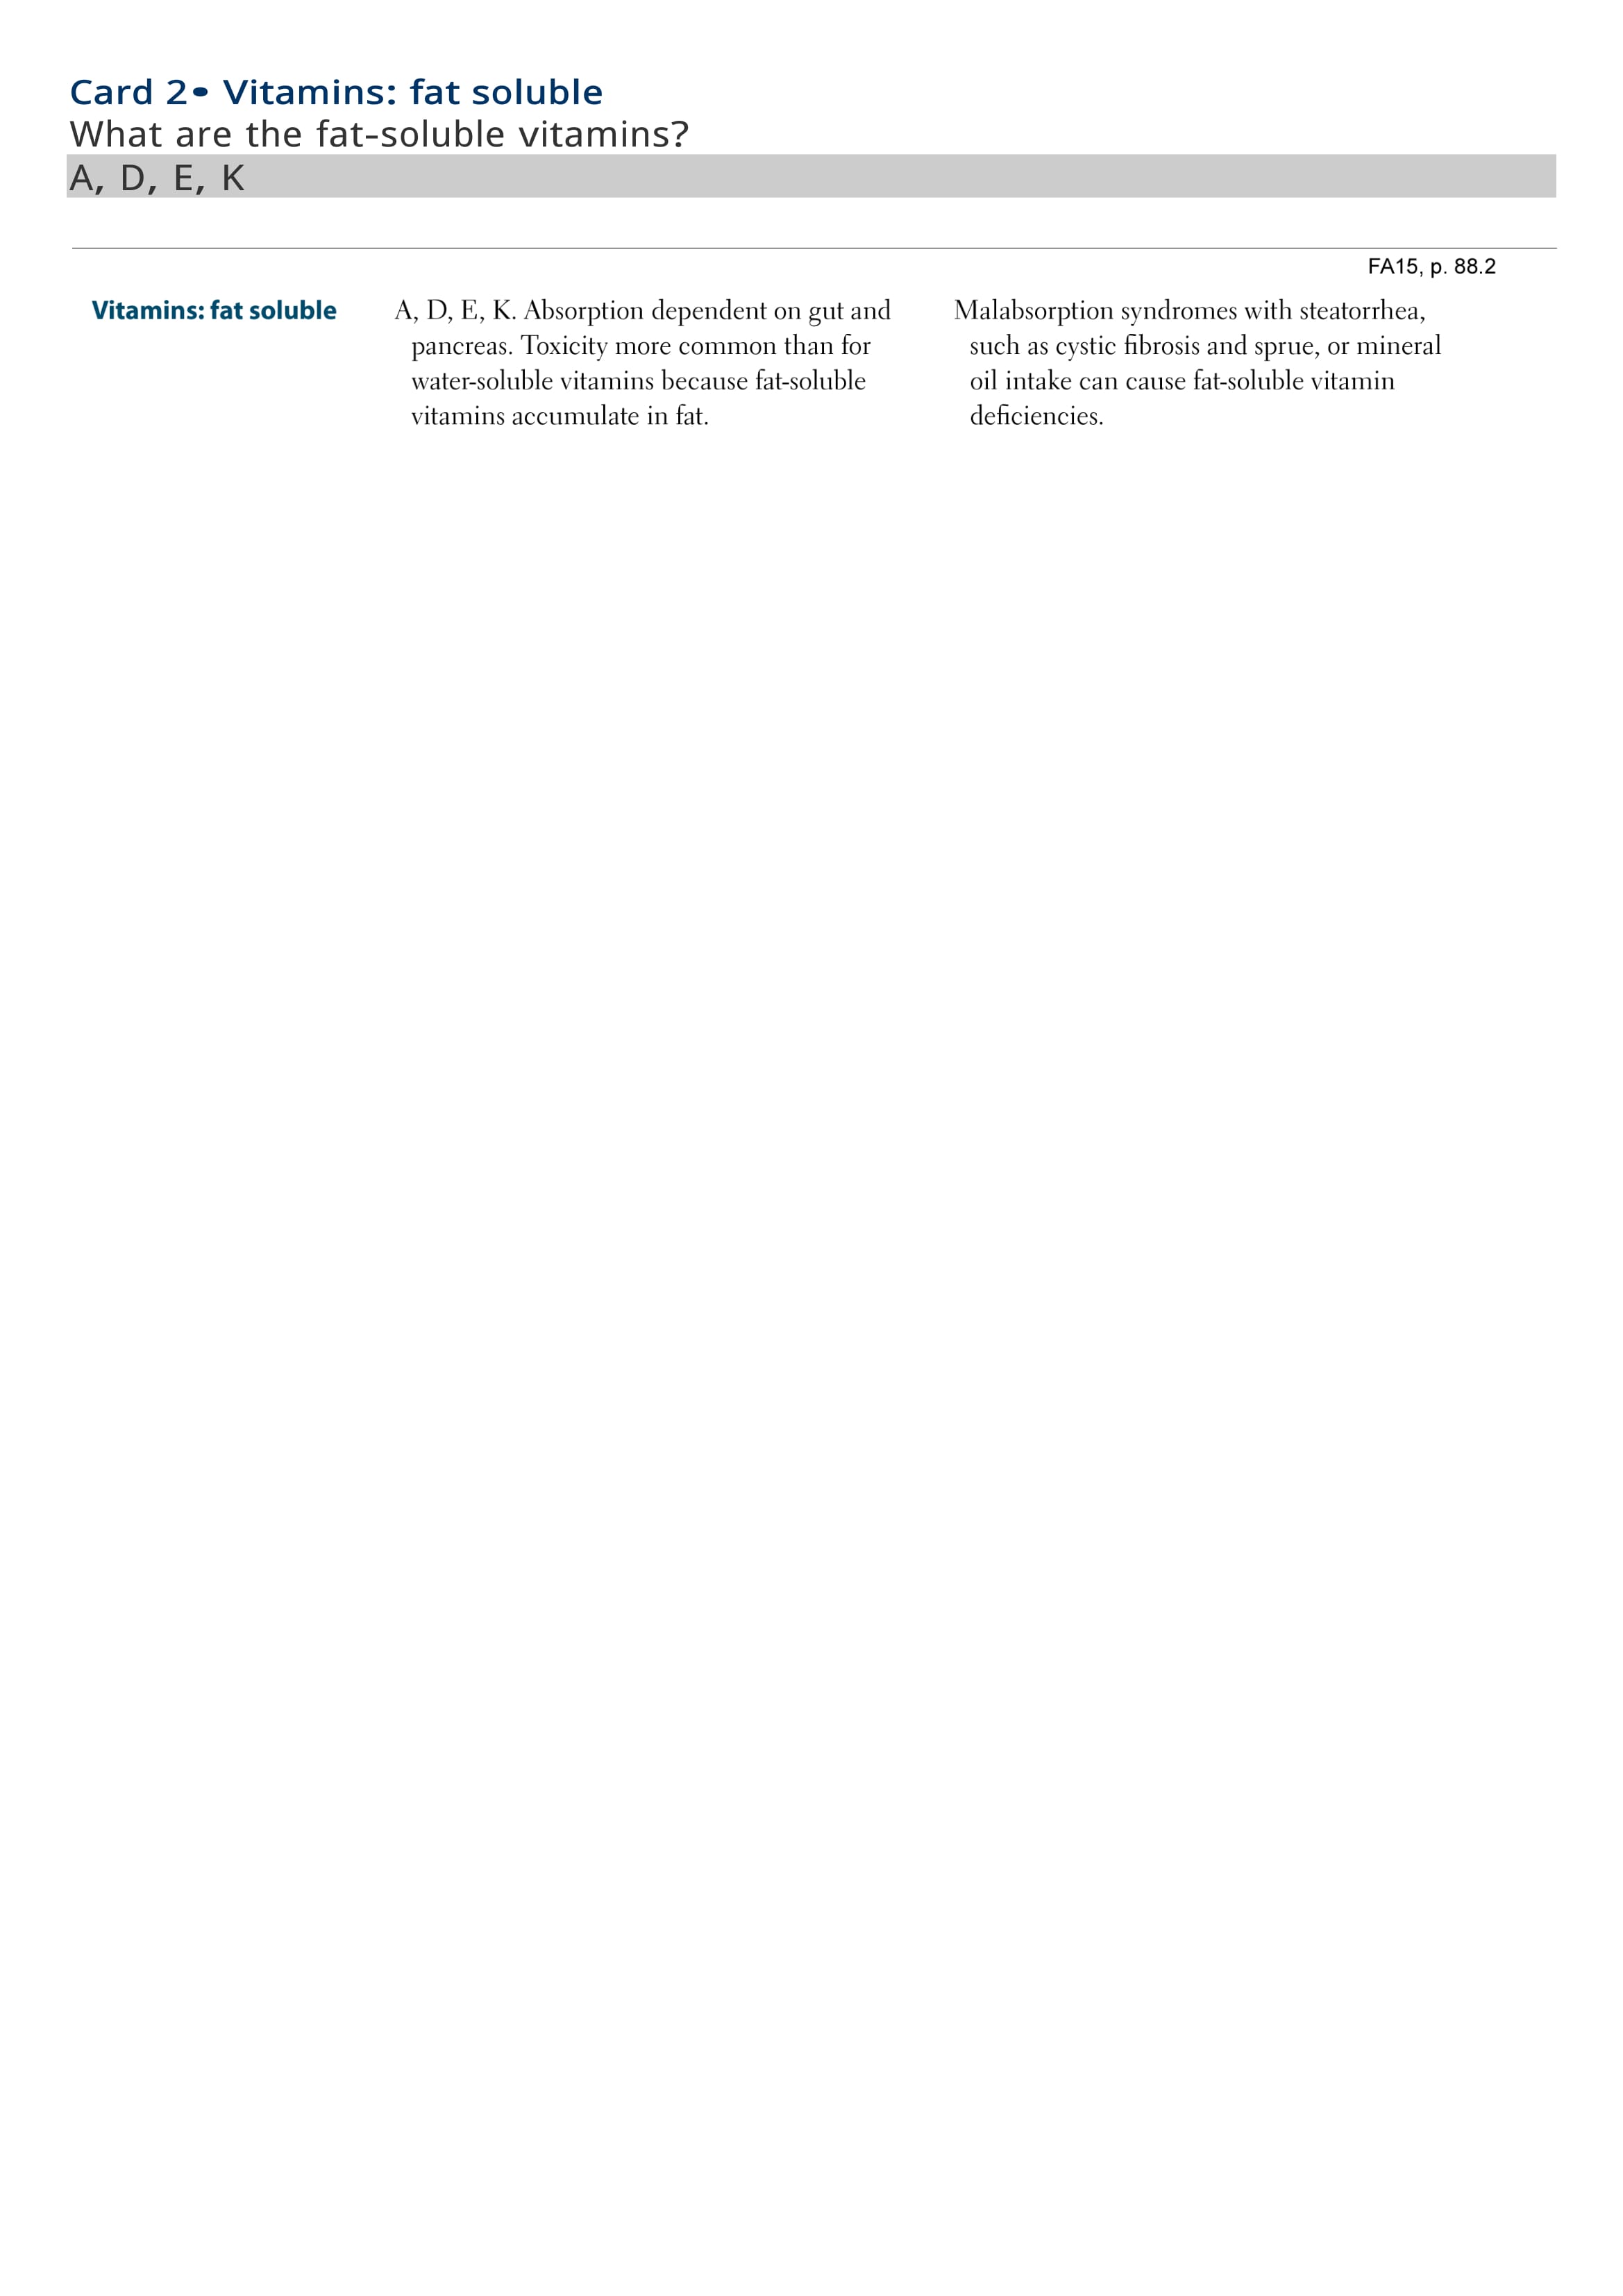 Card 2• Vitamins: fat soluble
What are the fat-soluble vitamins?
A, D, E, K
FA15, p. 88.2
Vitamins: fat soluble
A, D, E, K. Absorption dependent on gut and
pancreas. Toxicity more common than for
water-soluble vitamins because fat-soluble
vitamins accumulate in fat.
Malabsorption syndromes with steatorrhea,
such as cystic fibrosis and sprue, or mineral
oil intake can cause fat-soluble vitamin
deficiencies.